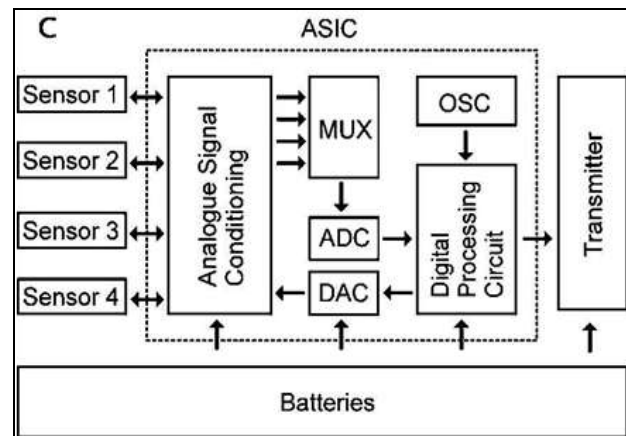 C
ASIC
Sensor 1
Sensor 2
Sensor 3
Sensor 4
Analogue Signal
Conditioning
MUX
ADC
DAC
OSC
Digital
Processing
Circuit
Transmitter
Batteries